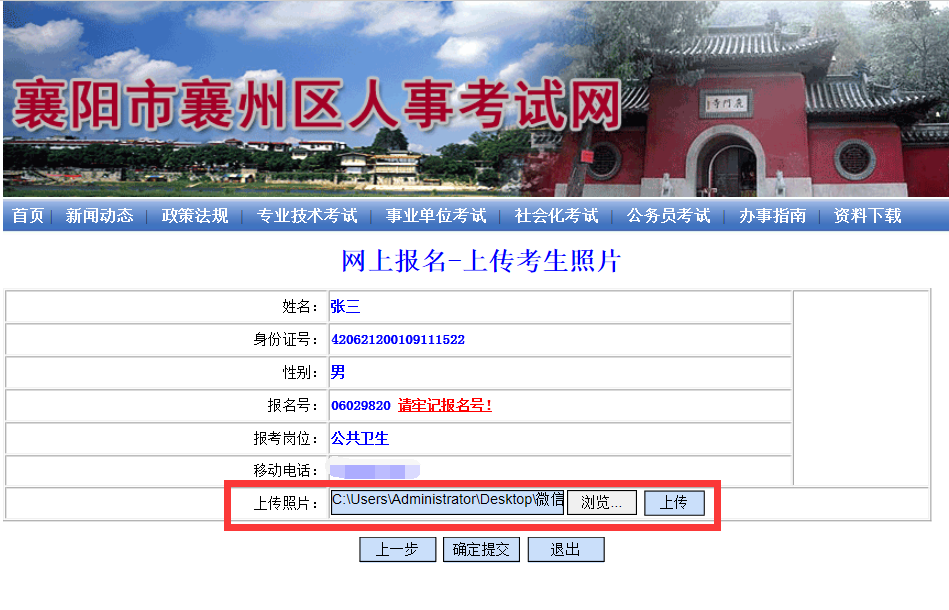 襄阳市襄州区人事考试网
廣門寺
首页 | 新闻动态 | 政策法规 | 专业技术考试 | 事业单位考试 | 社会化考试 | 公务员考试 | 办事指南 | 资料下载
网上报名-上传考生照片
姓名： 张三
身份证号： 420621200109111522
性别： 男
报名号： 06029820 请牢记报名号！
报考岗位： 公共卫生
移动电话：
上传照片： C:\Users\Administrator\Desktop\微信 浏览... 上传
上一步 确定提交 退出